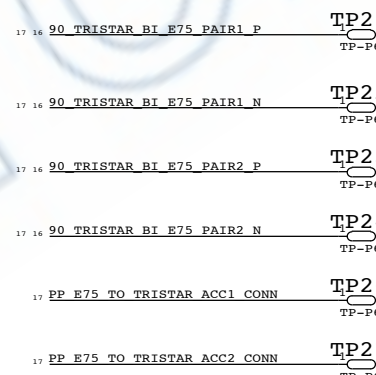 TP2
17 16 90_TRISTAR_BI_E75_PAIR1_P 1
TP-P
TP2
17 16 90_TRISTAR_BI_E75_PAIR1_N 1
TP-P
TP2
17 16 90_TRISTAR_BI_E75_PAIR2_P 1
TP-P
TP2
17 16 90_TRISTAR_BI_E75_PAIR2_N 1
TP-P
TP2
17 PP_E75_TO_TRISTAR_ACC1_CONN 1
TP-P
TP2
17 PP_E75_TO_TRISTAR_ACC2_CONN 1